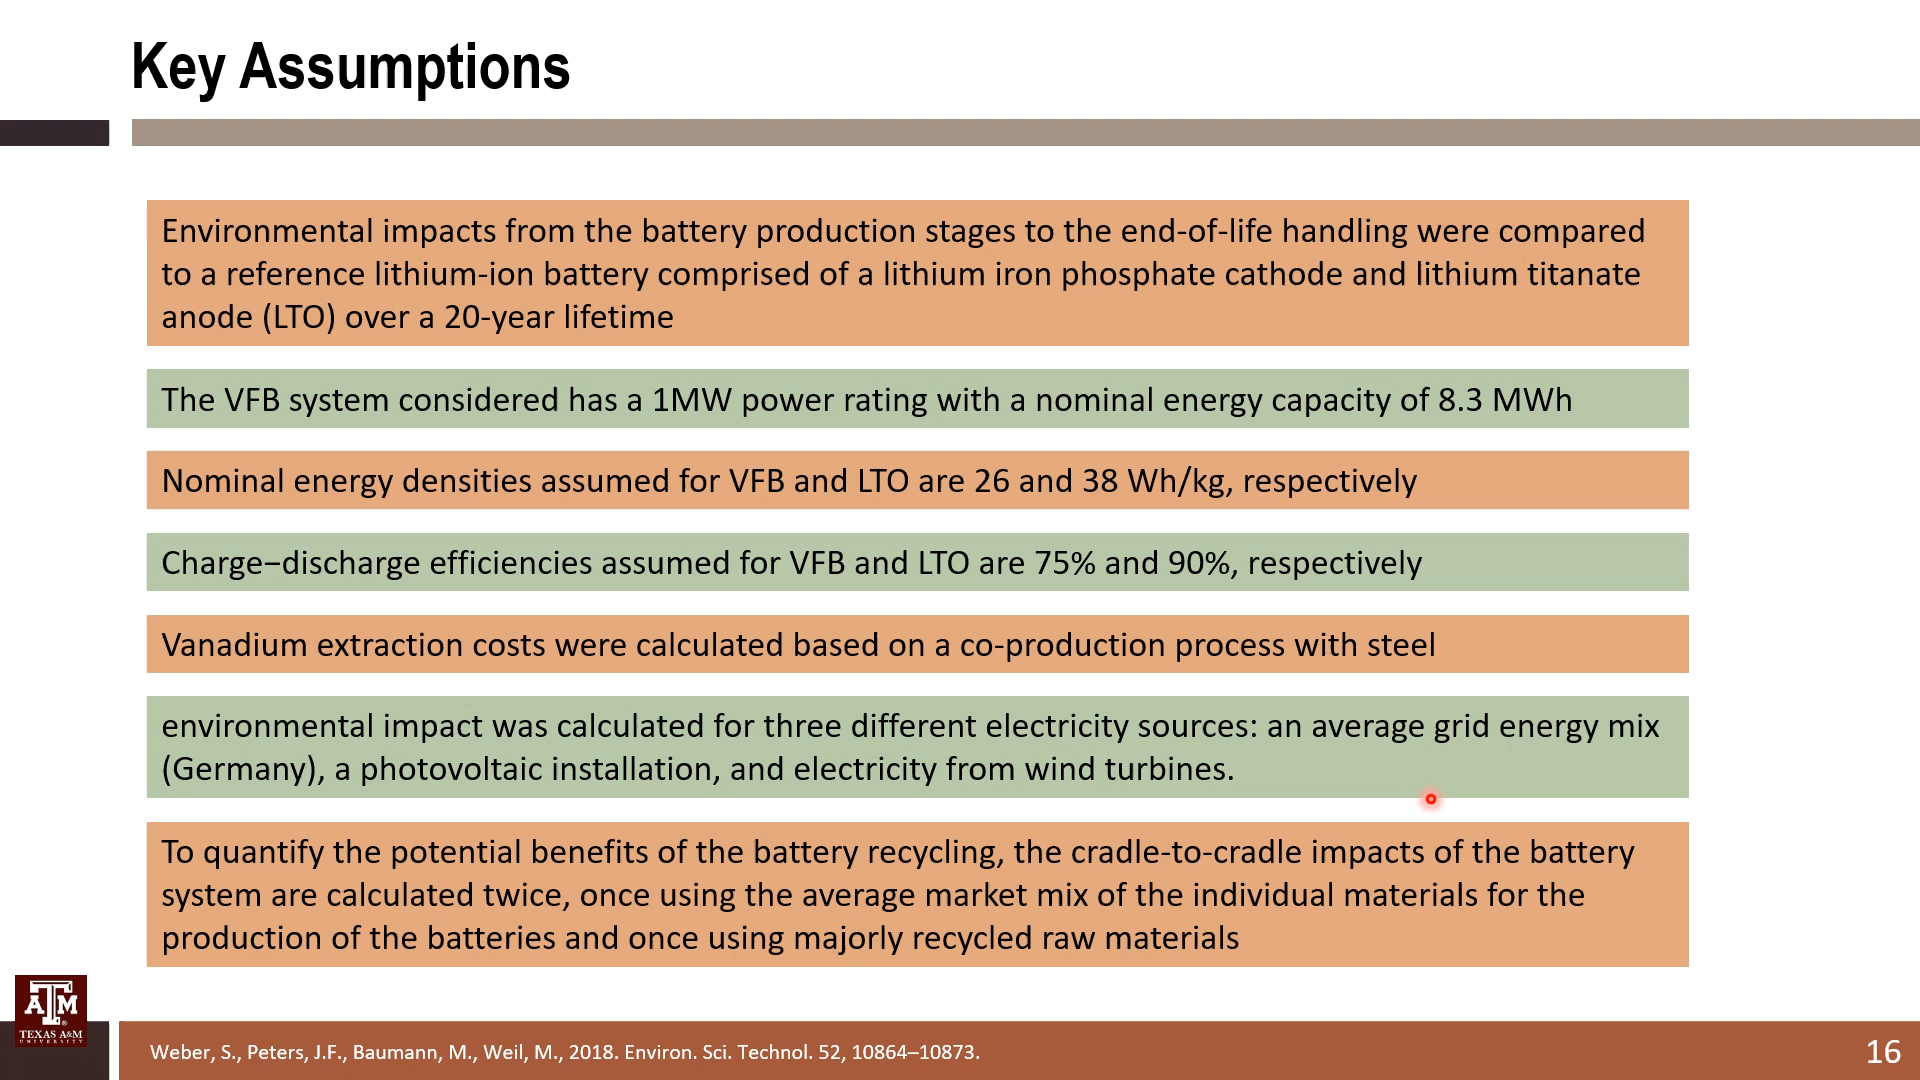 Key Assumptions
Environmental impacts from the battery production stages to the end-of-life handling were compared
to a reference lithium-ion battery comprised of a lithium iron phosphate cathode and lithium titanate
anode (LTO) over a 20-year lifetime
The VFB system considered has a 1MW power rating with a nominal energy capacity of 8.3 MWh
Nominal energy densities assumed for VFB and LTO are 26 and 38 Wh/kg, respectively
Charge−discharge efficiencies assumed for VFB and LTO are 75% and 90%, respectively
Vanadium extraction costs were calculated based on a co-production process with steel
environmental impact was calculated for three different electricity sources: an average grid energy mix
(Germany), a photovoltaic installation, and electricity from wind turbines.
To quantify the potential benefits of the battery recycling, the cradle-to-cradle impacts of the battery
system are calculated twice, once using the average market mix of the individual materials for the
production of the batteries and once using majorly recycled raw materials
ATM
TEXAS A&M
UNIVERSITY
Weber, S., Peters, J.F., Baumann, M., Weil, M., 2018. Environ. Sci. Technol. 52, 10864–10873.
16